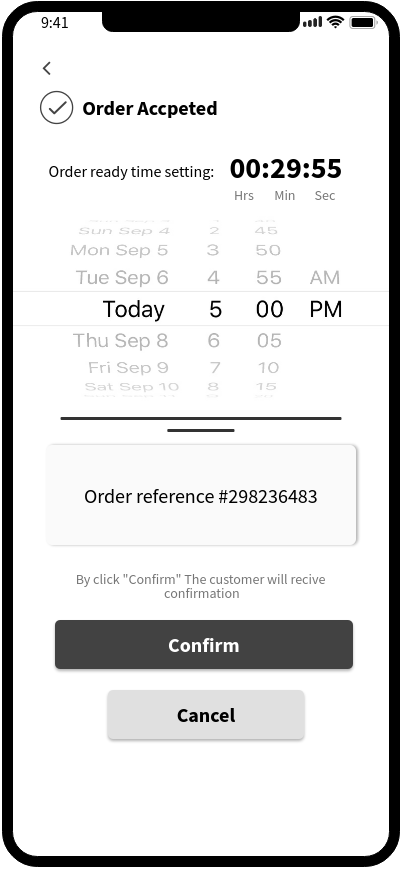 9:41
Order Accpeted
Order ready time setting: 00:29:55
Hrs Min Sec
Sun Sep 4 2 45
Mon Sep 5 3 50
Tue Sep 6 4 55 AM
Today 5 00 PM
Thu Sep 8 6 05
Fri Sep 9 7 10
Sat Sep 10 8 15
Order reference #298236483
By click "Confirm" The customer will recive
confirmation
Confirm
Cancel